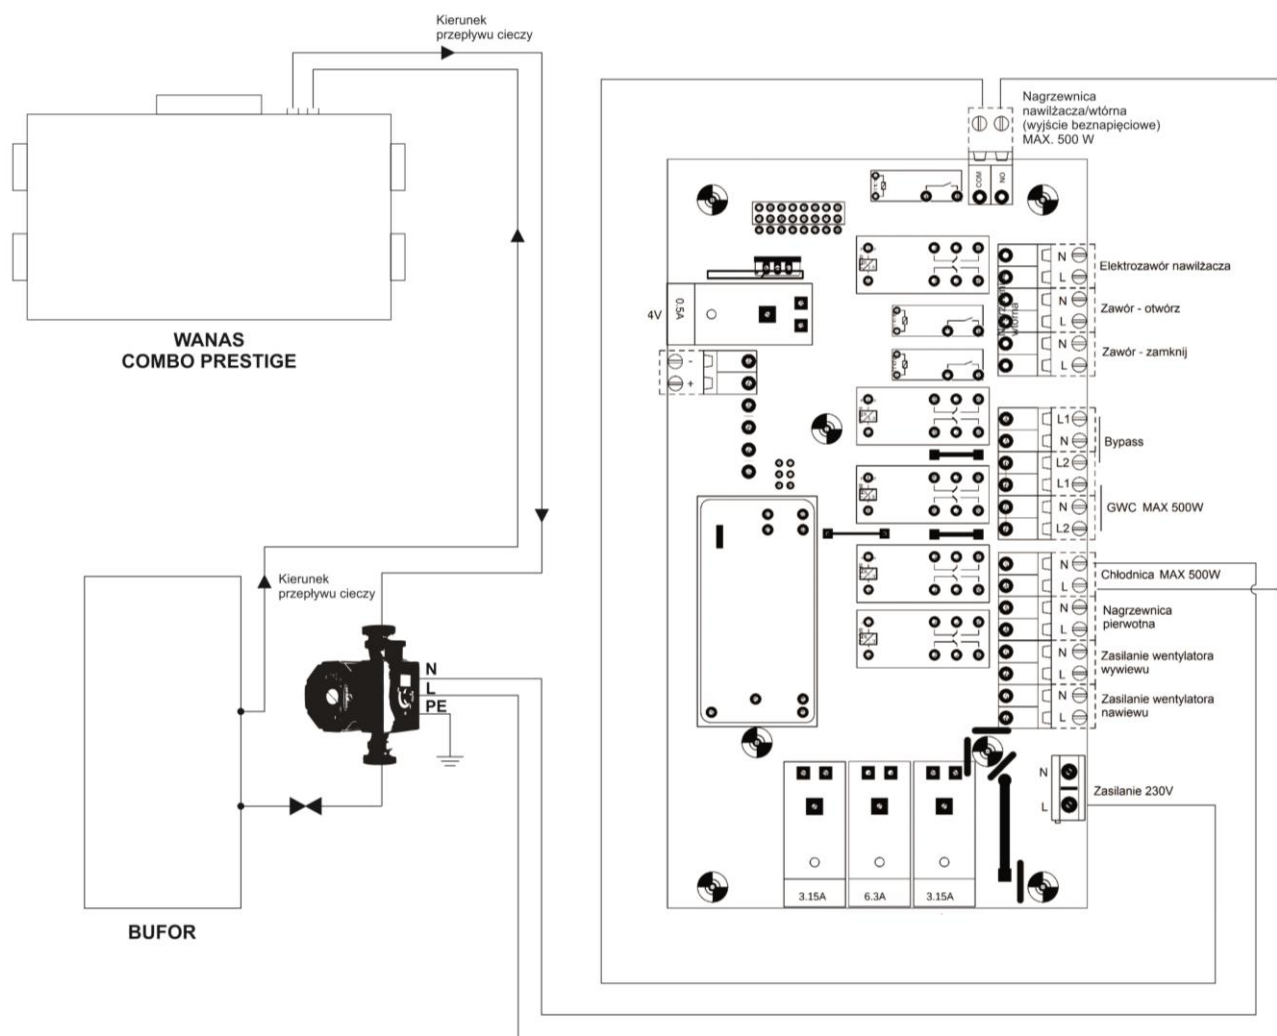 Kierunek
przepływu cieczy
WANAS
COMBO PRESTIGE
Kierunek
przepływu cieczy
N
L
PE
BUFOR
Nagrzewnica
nawilżacza/wtórna
(wyjście beznapięciowe)
MAX. 500 W
COM
NO
4V
0.5A
-
+
N
Elektrozawór nawilżacza
L
N
Zawór - otwórz
L
wtórna
N
Zawór - zamknij
L
L1
N
Bypass
L2
L1
N
GWC MAX 500W
L2
N
Chłodnica MAX 500W
L
N
Nagrzewnica
pierwotna
L
N
Zasilanie wentylatora
wywiewu
L
N
Zasilanie wentylatora
nawiewu
L
N
Zasilanie 230V
L
3.15A
6.3A
3.15A